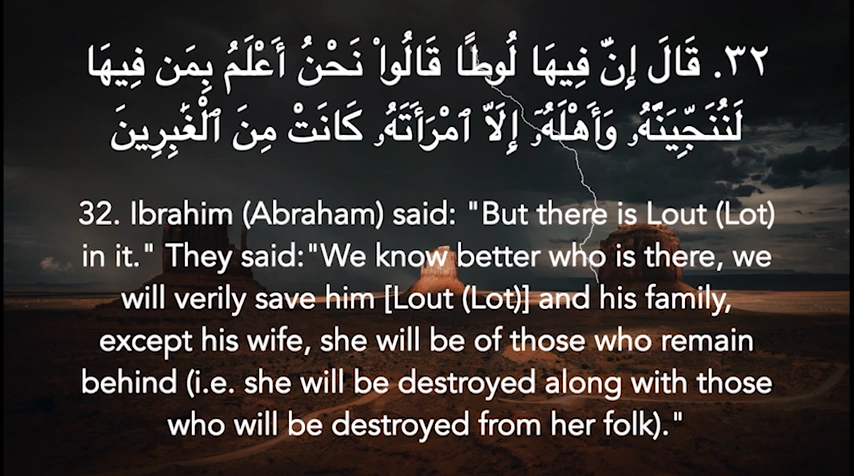 ٣٢. قَالَ إِنَّ فِيهَا لُوطًا قَالُواْ نَحْنُ أَعْلَمُ بِمَن فِيهَا
لَنُنَجِّيَنَّهُۥ وَأَهْلَهُۥٓ إِلَّا ٱمْرَأَتَهُۥ كَانَتْ مِنَ ٱلْغَٰبِرِينَ
32. Ibrahim (Abraham) said: "But there is Lout (Lot)
in it." They said:"We know better who is there, we
will verily save him [Lout (Lot)] and his family,
except his wife, she will be of those who remain
behind (i.e. she will be destroyed along with those
who will be destroyed from her folk)."